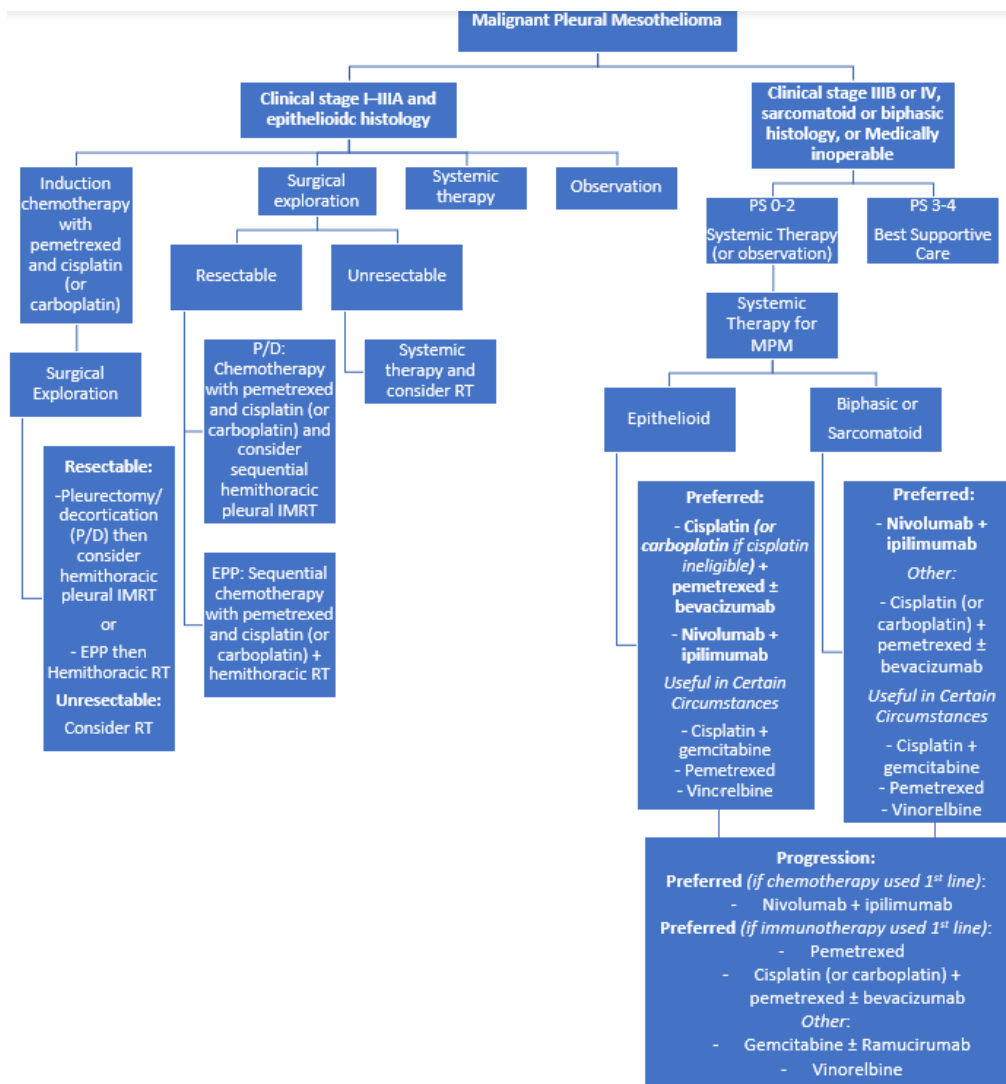 Malignant Pleural Mesothelioma
Clinical stage I–IIIA and
epithelioidc histology
Clinical stage IIIB or IV,
sarcomatoid or biphasic
histology, or Medically
inoperable
Induction
chemotherapy
with
pemetrexed
and cisplatin
(or
carboplatin)
Surgical
exploration
Systemic
therapy
Observation
PS 0-2
Systemic Therapy
(or observation)
PS 3-4
Best Supportive
Care
Resectable
Unresectable
Systemic
Therapy for
MPM
Surgical
Exploration
P/D:
Chemotherapy
with pemetrexed
and cisplatin (or
carboplatin) and
consider
sequential
hemithoracic
pleural IMRT
Systemic
therapy and
consider RT
Epithelioid
Biphasic or
Sarcomatoid
Resectable:
-Pleurectomy/
decortication
(P/D) then
consider
hemithoracic
pleural IMRT
or
- EPP then
Hemithoracic RT
Unresectable:
Consider RT
EPP: Sequential
chemotherapy
with pemetrexed
and cisplatin (or
carboplatin) +
hemithoracic RT
Preferred:
- Cisplatin (or
carboplatin if cisplatin
ineligible) +
pemetrexed ±
bevacizumab
- Nivolumab +
ipilimumab
Useful in Certain
Circumstances
- Cisplatin +
gemcitabine
- Pemetrexed
- Vincrelbine
Preferred:
- Nivolumab +
ipilimumab
Other:
- Cisplatin (or
carboplatin) +
pemetrexed ±
bevacizumab
Useful in Certain
Circumstances
- Cisplatin +
gemcitabine
- Pemetrexed
- Vinorelbine
Progression:
Preferred (if chemotherapy used 1st line):
- Nivolumab + ipilimumab
Preferred (if immunotherapy used 1st line):
- Pemetrexed
- Cisplatin (or carboplatin) +
pemetrexed ± bevacizumab
Other:
- Gemcitabine ± Ramucirumab
- Vinorelbine